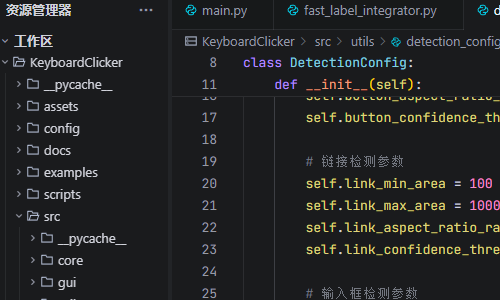 资源管理器 ···
main.py fast_label_integrator.py
工作区
KeyboardClicker > src > utils > detection_config
KeyboardClicker
__pycache__
assets
config
docs
examples
scripts
src
__pycache__
core
gui
8 class DetectionConfig:
11 def __init__(self):
17 self.button_confidence_thr
18
19 # 链接检测参数
20 self.link_min_area = 100
21 self.link_max_area = 1000
22 self.link_aspect_ratio_ra
23 self.link_confidence_thre
24
25 # 输入框检测参数